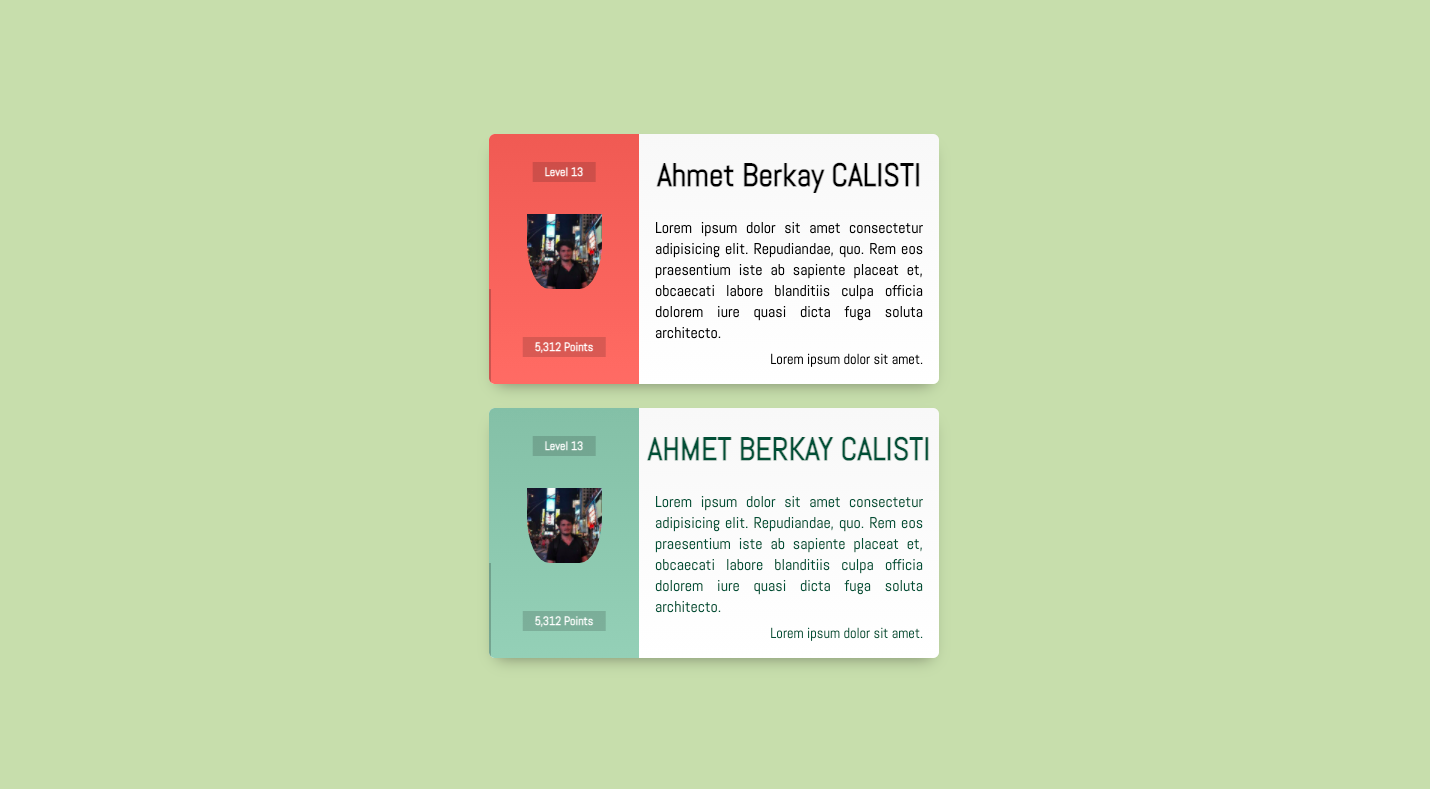 Level 13
5,312 Points
Ahmet Berkay CALISTI
Lorem ipsum dolor sit amet consectetur
adipisicing elit. Repudiandae, quo. Rem eos
praesentium iste ab sapiente placeat et,
obcaecati labore blanditiis culpa officia
dolorem iure quasi dicta fuga soluta
architecto.
Lorem ipsum dolor sit amet.
Level 13
5,312 Points
AHMET BERKAY CALISTI
Lorem ipsum dolor sit amet consectetur
adipisicing elit. Repudiandae, quo. Rem eos
praesentium iste ab sapiente placeat et,
obcaecati labore blanditiis culpa officia
dolorem iure quasi dicta fuga soluta
architecto.
Lorem ipsum dolor sit amet.